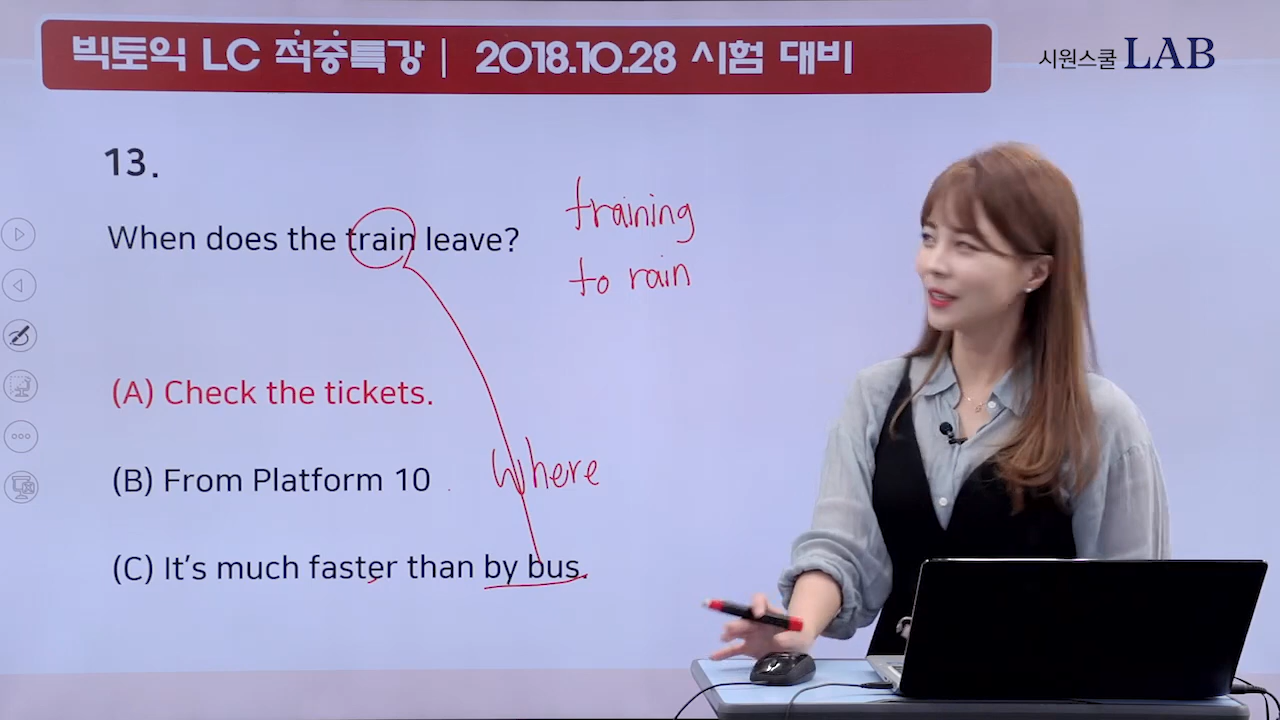 빅토익 LC 적중특강 | 2018.10.28 시험 대비
시원스쿨 LAB
13.
When does the train leave?
training
to rain
(A) Check the tickets.
(B) From Platform 10
Where
(C) It's much faster than by bus.